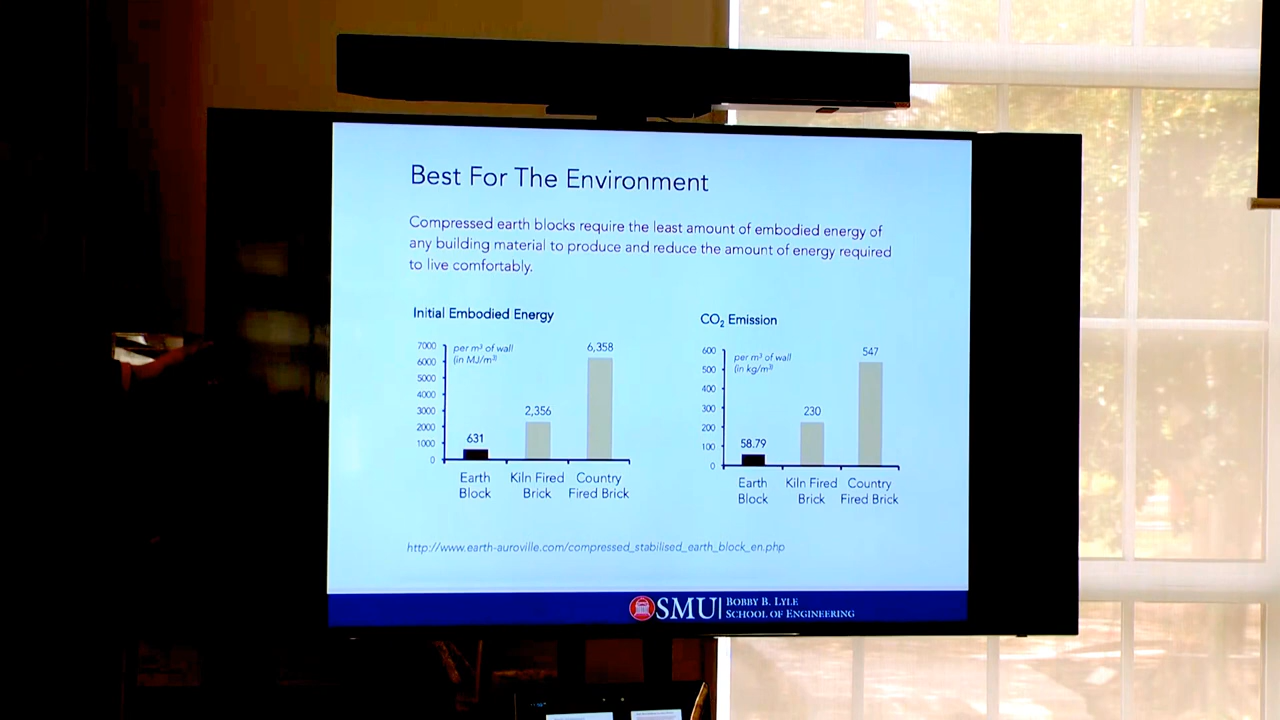 Best For The Environment
Compressed earth blocks require the least amount of embodied energy of
any building material to produce and reduce the amount of energy required
to live comfortably.
Initial Embodied Energy
7000
6000
5000
4000
3000
2000
1000
0
per m³ of wall
(in MJ/m³)
631
2,356
6,358
Earth
Block
Kiln Fired
Brick
Country
Fired Brick
CO₂ Emission
600
500
400
300
200
100
0
per m³ of wall
(in kg/m³)
58.79
230
547
Earth
Block
Kiln Fired
Brick
Country
Fired Brick
http://www.earth-auroville.com/compressed_stabilised_earth_block_en.php
SMU
BOBBY B. LYLE
SCHOOL OF ENGINEERING